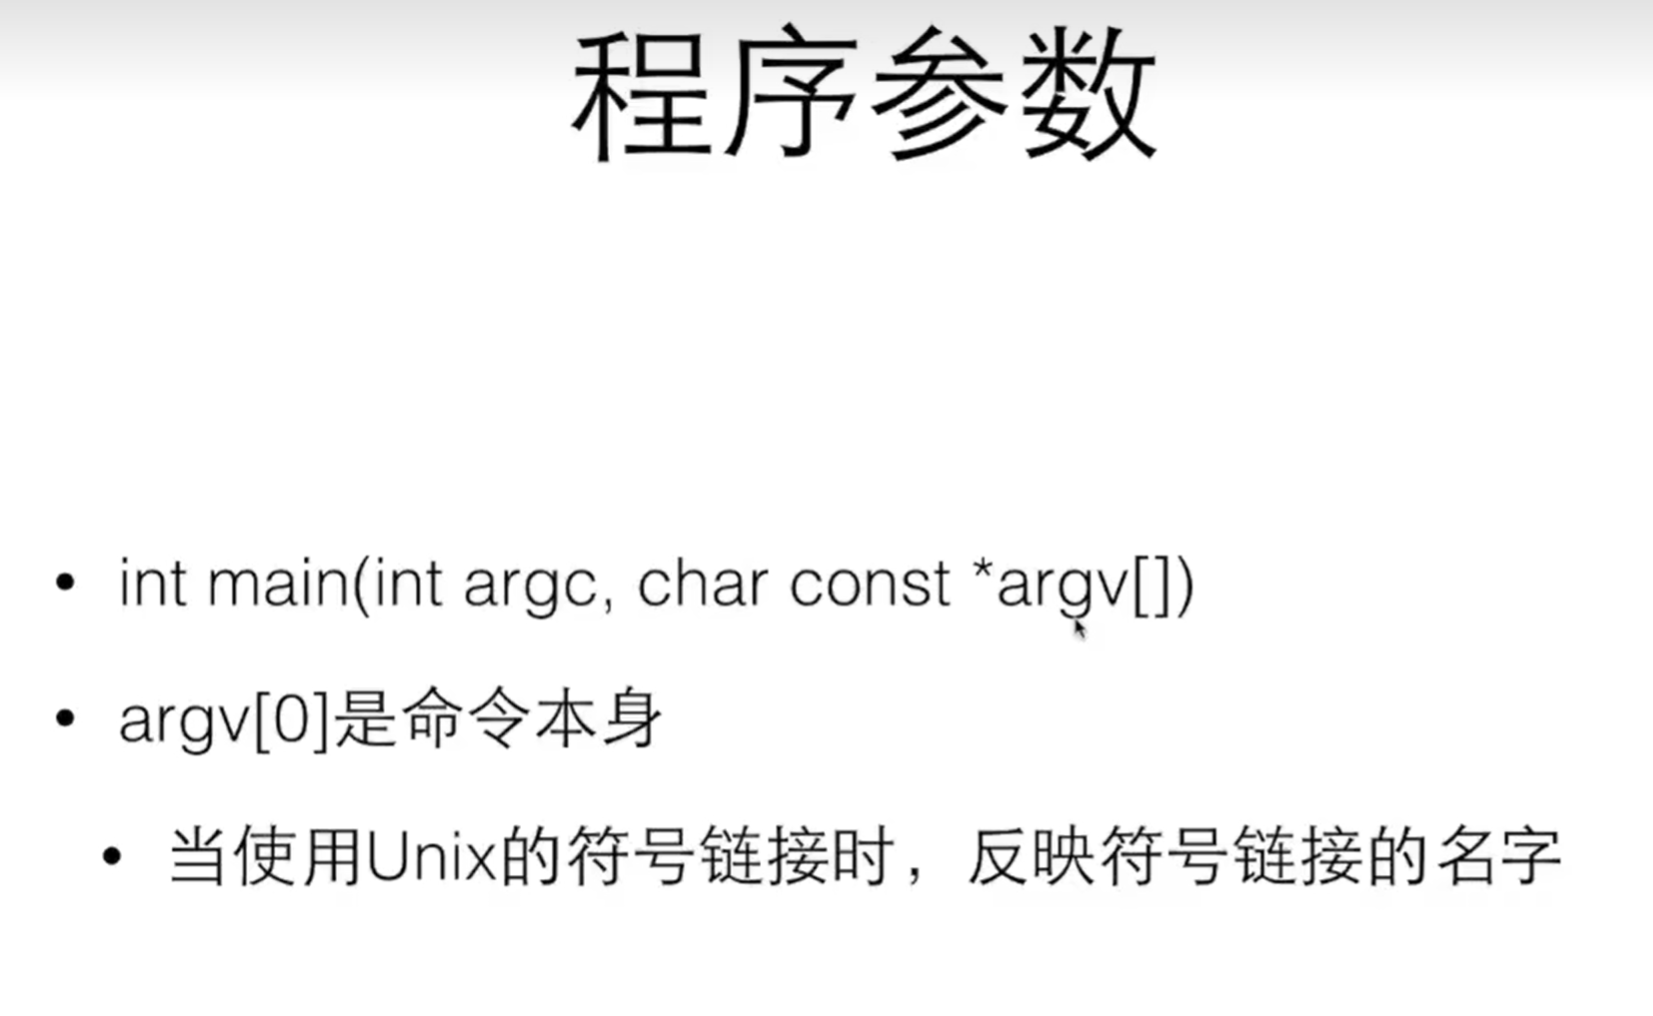 程序参数
• int main(int argc, char const *argv[])
• argv[0]是命令本身
• 当使用Unix的符号链接时，反映符号链接的名字